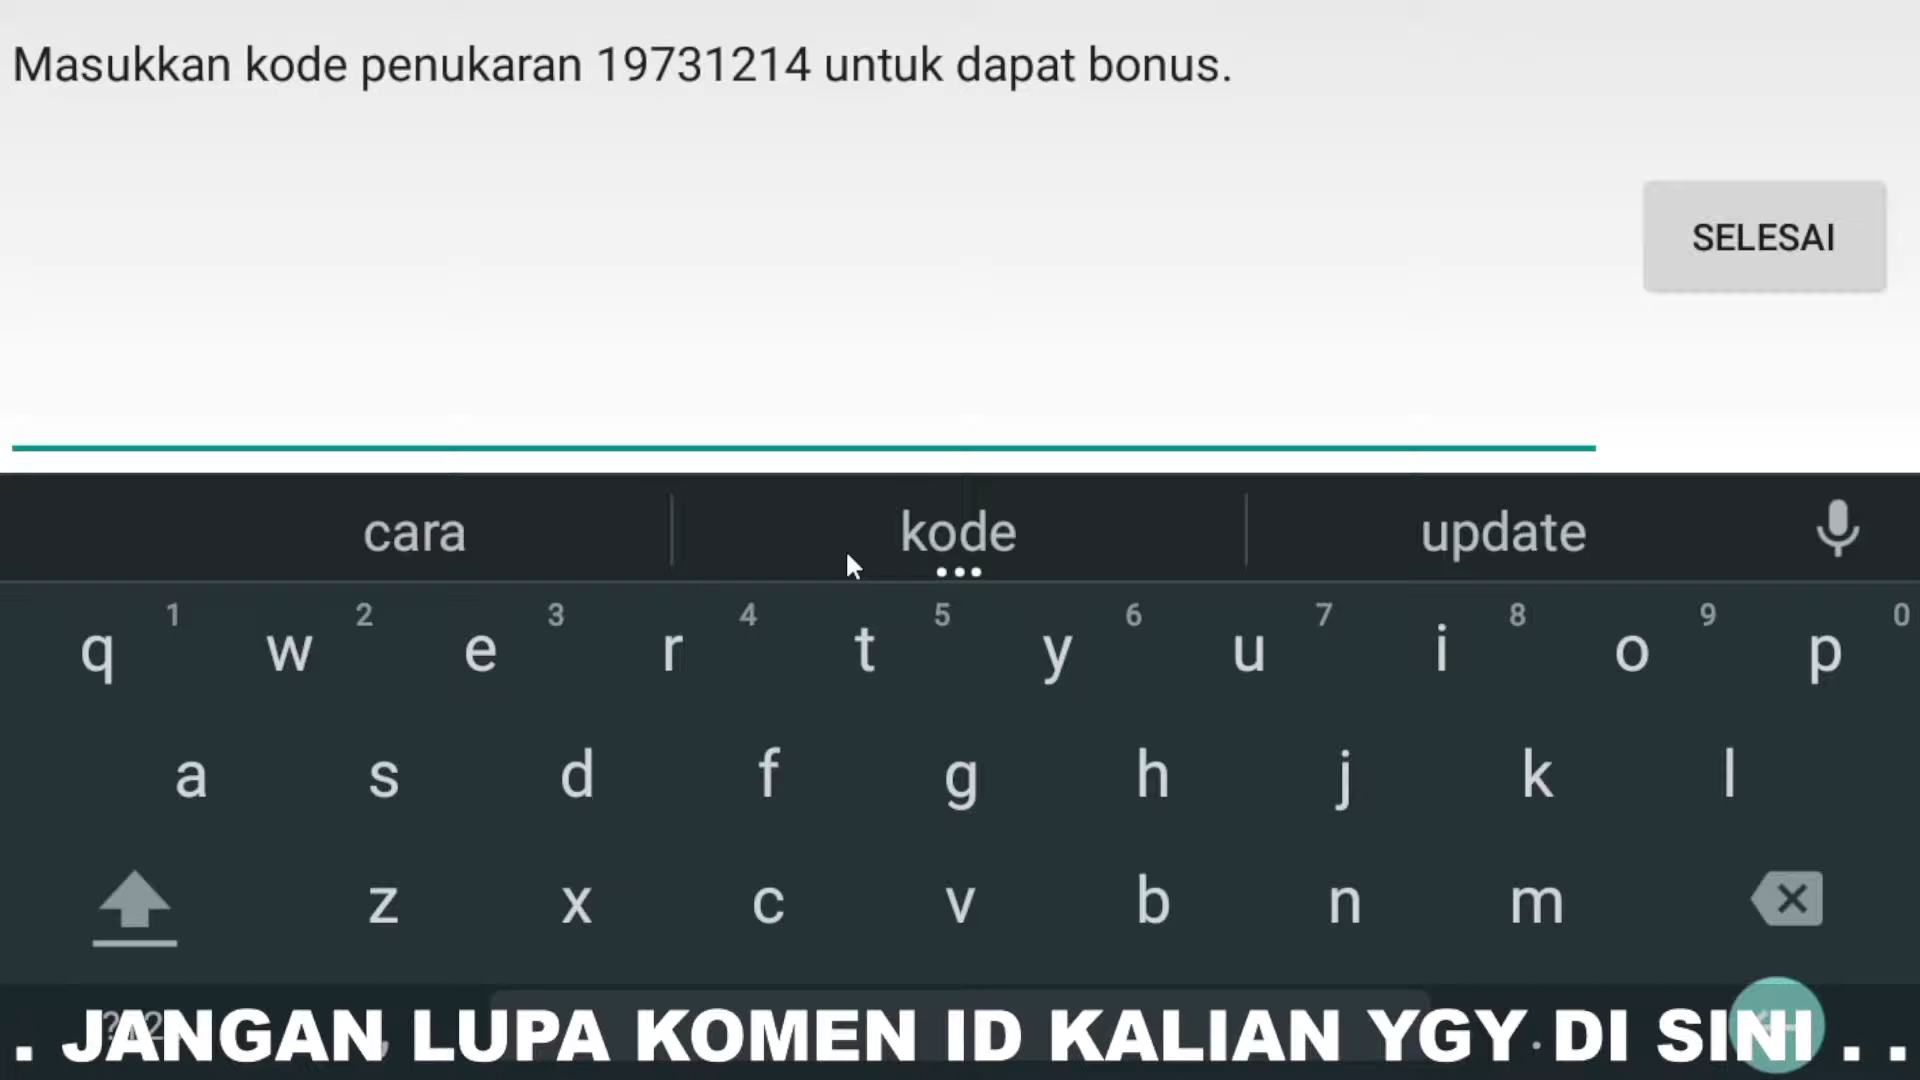 Masukkan kode penukaran 19731214 untuk dapat bonus.
SELESAI
cara kode update
1 2 3 4 5 6 7 8 9 0
q w e r t y u i o p
a s d f g h j k l
z x c v b n m
. JANGAN LUPA KOMEN ID KALIAN YGY DI SINI . .